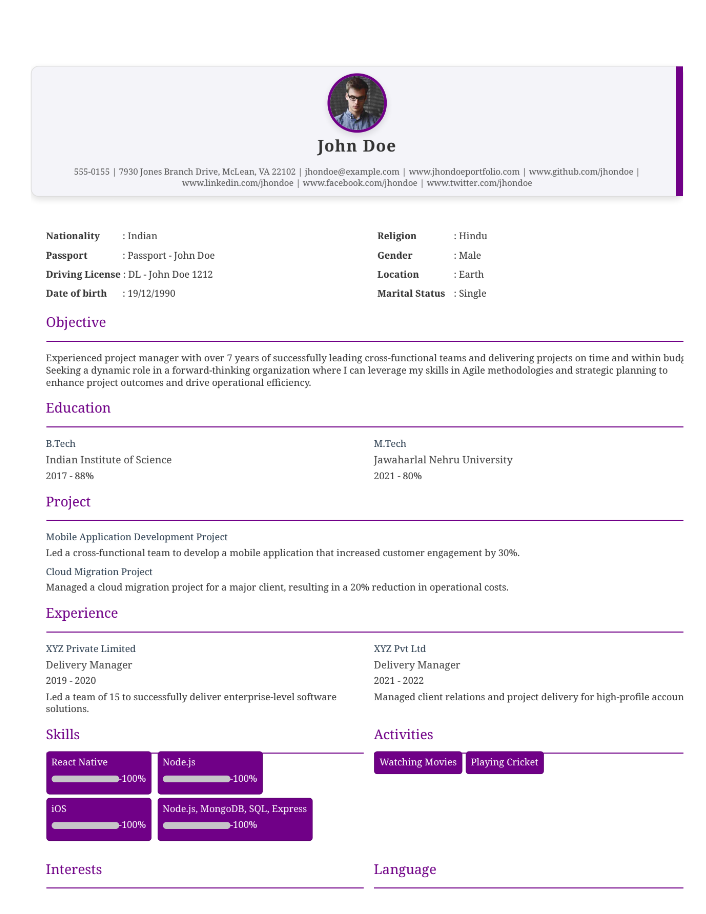 John Doe
555-0155 | 7930 Jones Branch Drive, McLean, VA 22102 | jhondoe@example.com | www.jhondoeportfolio.com | www.github.com/jhondoe |
www.linkedin.com/jhondoe | www.facebook.com/jhondoe | www.twitter.com/jhondoe
Nationality : Indian
Religion : Hindu
Passport : Passport - John Doe
Gender : Male
Driving License : DL - John Doe 1212
Location : Earth
Date of birth : 19/12/1990
Marital Status : Single
Objective
Experienced project manager with over 7 years of successfully leading cross-functional teams and delivering projects on time and within budg
Seeking a dynamic role in a forward-thinking organization where I can leverage my skills in Agile methodologies and strategic planning to
enhance project outcomes and drive operational efficiency.
Education
B.Tech
Indian Institute of Science
2017 - 88%
M.Tech
Jawaharlal Nehru University
2021 - 80%
Project
Mobile Application Development Project
Led a cross-functional team to develop a mobile application that increased customer engagement by 30%.
Cloud Migration Project
Managed a cloud migration project for a major client, resulting in a 20% reduction in operational costs.
Experience
XYZ Private Limited
Delivery Manager
2019 - 2020
Led a team of 15 to successfully deliver enterprise-level software
solutions.
XYZ Pvt Ltd
Delivery Manager
2021 - 2022
Managed client relations and project delivery for high-profile accoun
Skills
React Native
-100%
Node.js
-100%
iOS
-100%
Node.js, MongoDB, SQL, Express
-100%
Activities
Watching Movies
Playing Cricket
Interests
Language